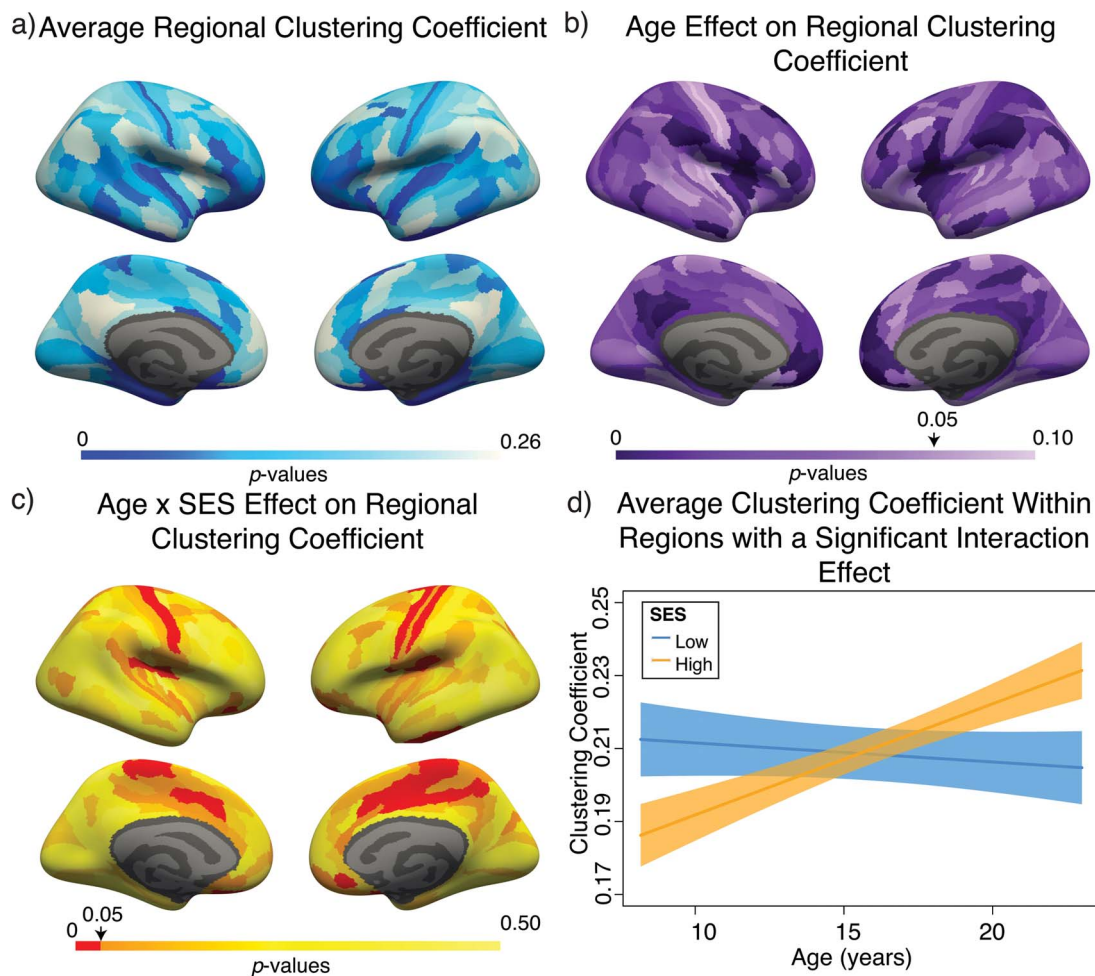 a) Average Regional Clustering Coefficient
0
0.26
p-values
b) Age Effect on Regional Clustering
Coefficient
0.05
0
0.10
p-values
c) Age x SES Effect on Regional
Clustering Coefficient
0.05
0
0.50
p-values
d) Average Clustering Coefficient Within
Regions with a Significant Interaction
Effect
Clustering Coefficient
0.25
0.23
0.21
0.19
0.17
SES
Low
High
10
15
20
Age (years)